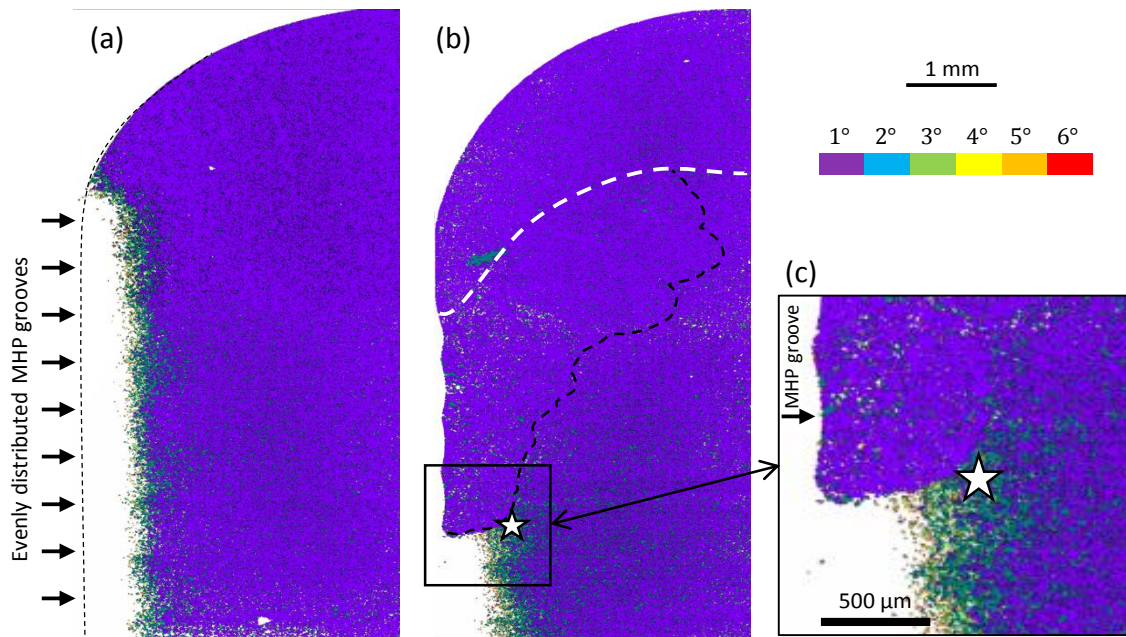 (a)
(b)
1 mm
1° 2° 3° 4° 5° 6°
(c)
Evenly distributed MHP grooves
MHP groove
500 µm